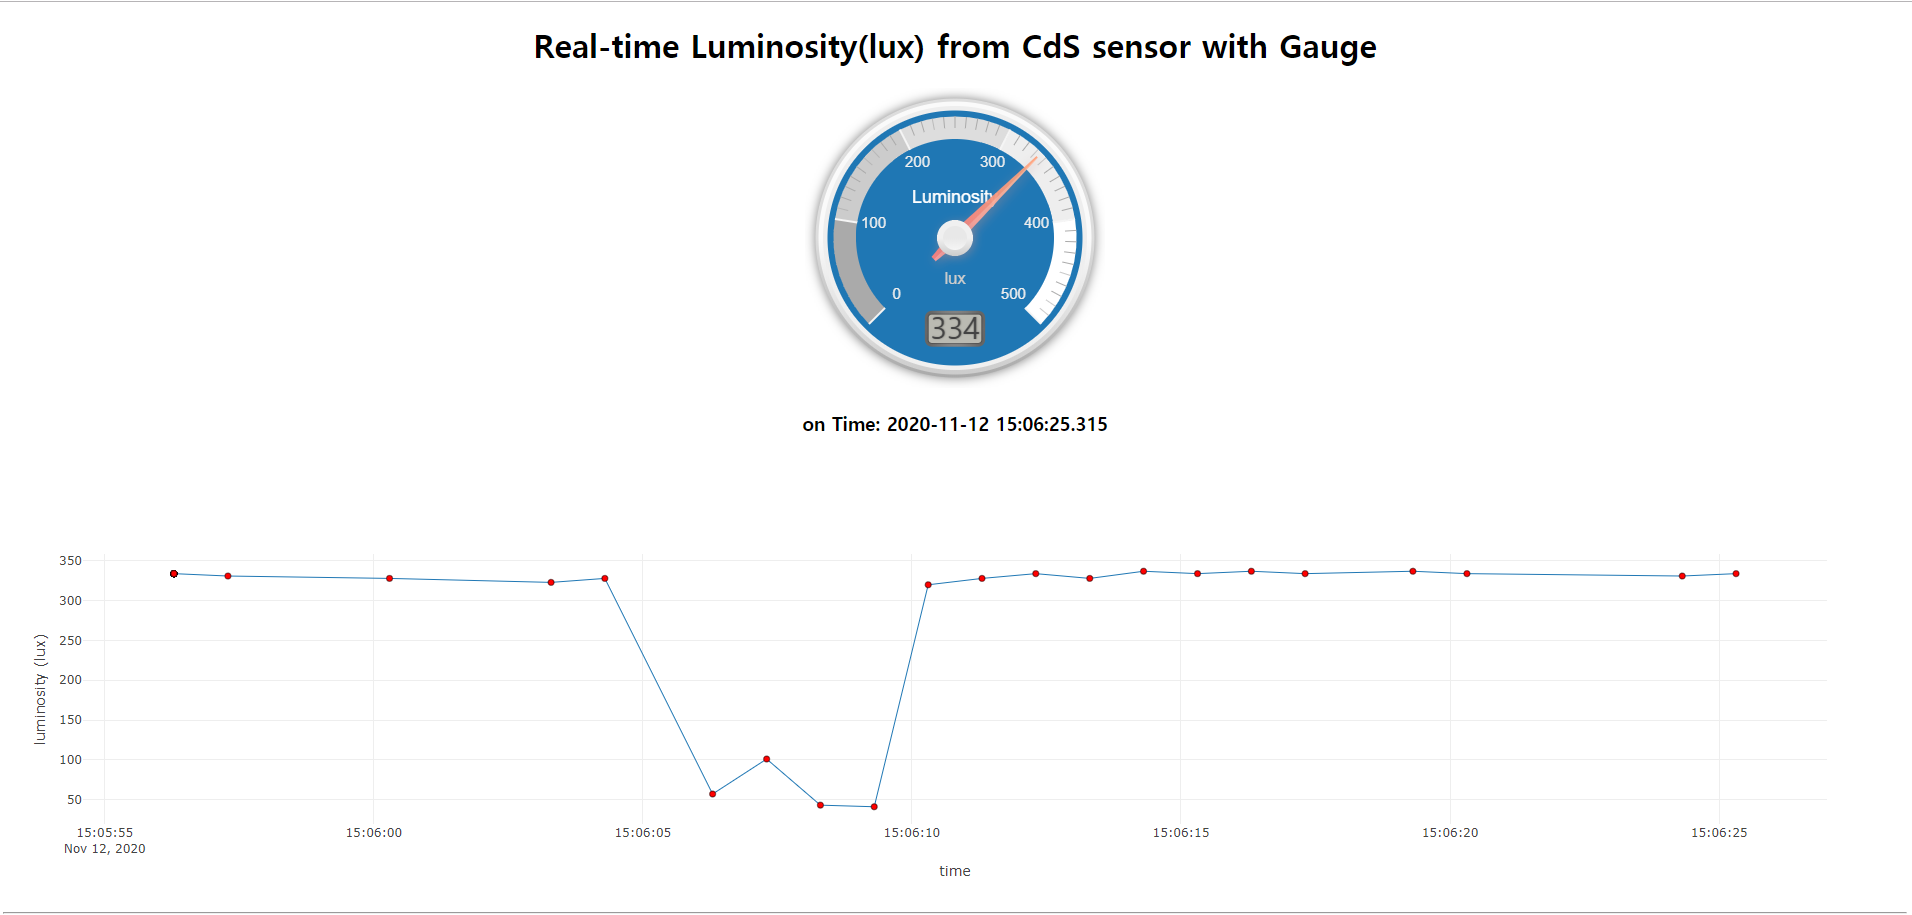 Real-time Luminosity(lux) from CdS sensor with Gauge
200 300
Luminosity
100 400
lux
0 500
334
on Time: 2020-11-12 15:06:25.315
350
300
250
200
150
100
50
luminosity (lux)
15:05:55 15:06:00 15:06:05 15:06:10 15:06:15 15:06:20 15:06:25
Nov 12, 2020
time